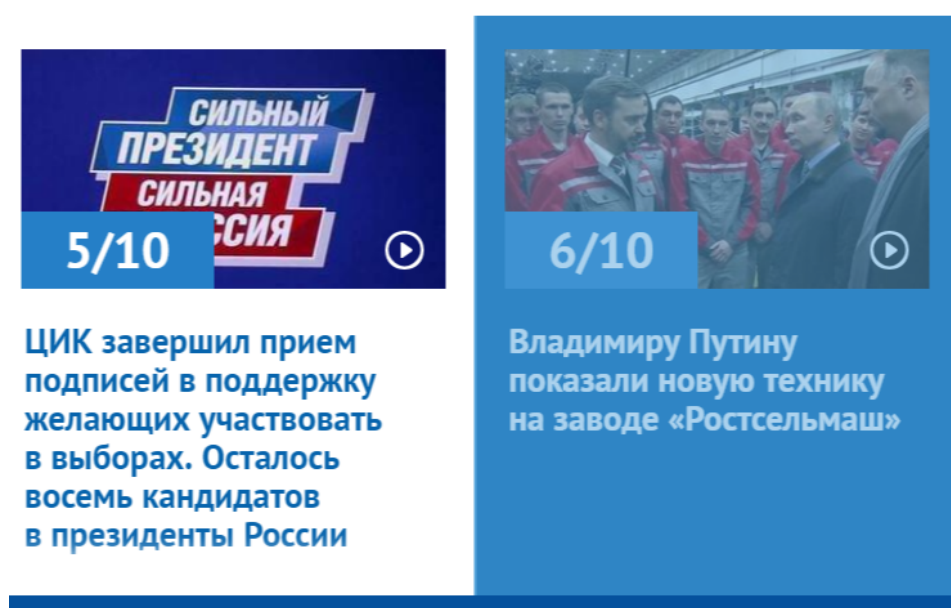 СИЛЬНЫЙ
ПРЕЗИДЕНТ
СИЛЬНАЯ
5/10
ЦИК завершил прием
подписей в поддержку
желающих участвовать
в выборах. Осталось
восемь кандидатов
в президенты России
6/10
Владимиру Путину
показали новую технику
на заводе «Ростсельмаш»